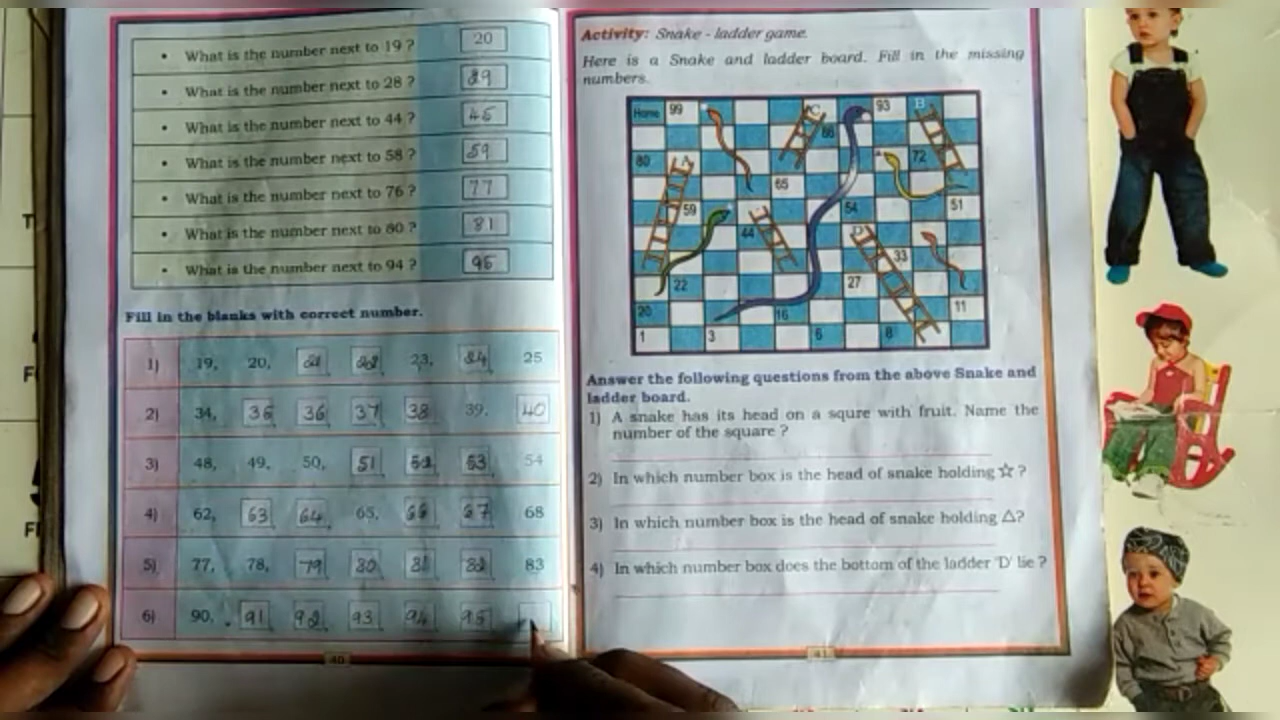 What is the number next to 19 ? 20
What is the number next to 28 ? 29
What is the number next to 44 ? 45
What is the number next to 58 ? 59
What is the number next to 76 ? 77
What is the number next to 80 ? 81
What is the number next to 94 ? 95
Fill in the blanks with correct number.
1) 19, 20, 21 22 23, 24 25
2) 34, 35 36 37 38 39, 40
3) 48, 49, 50, 51 52 53 54
4) 62, 63 64 65, 66 67 68
5) 77, 78, 79 80 81 82 83
6) 90, 91 92 93 94 95
40
Activity: Snake - ladder game.
Here is a Snake and ladder board. Fill in the missing
numbers.
Home 99 C 93 B
86
80 A 72
65
59 54 51
44 D 33
22 27
20 16 11
1 3 6 8
Answer the following questions from the above Snake and
ladder board.
1) A snake has its head on a squre with fruit. Name the
number of the square ?
2) In which number box is the head of snake holding ☆ ?
3) In which number box is the head of snake holding △?
4) In which number box does the bottom of the ladder 'D' lie ?
41